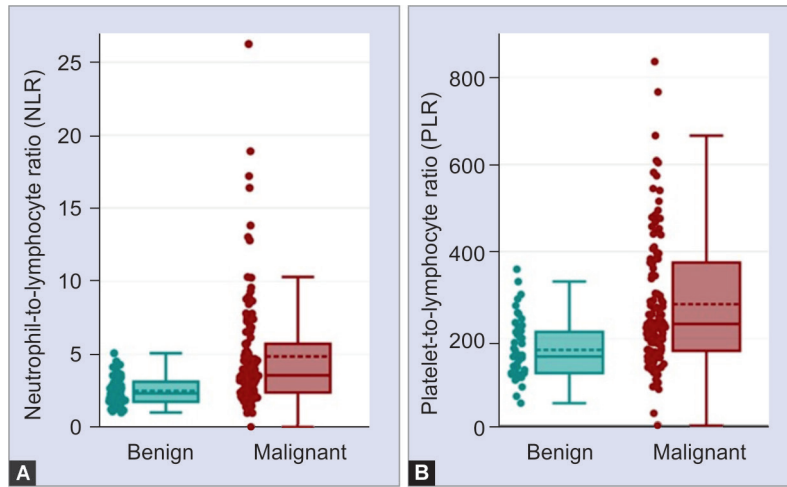 Neutrophil-to-lymphocyte ratio (NLR)
25
20
15
10
5
0
Benign
Malignant
A
Platelet-to-lymphocyte ratio (PLR)
800
600
400
200
0
Benign
Malignant
B